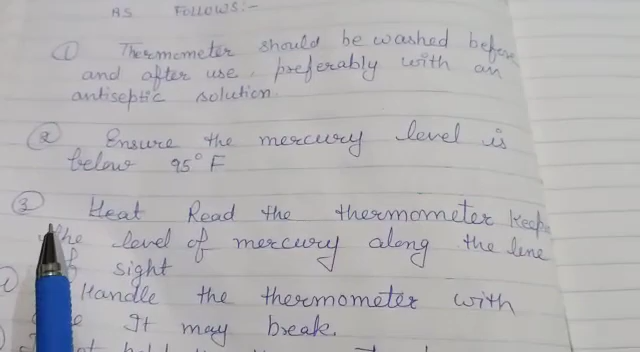 AS FOLLOWS:-
① Thermometer should be washed before
and after use, preferably with an
antiseptic solution.
② Ensure the mercury level is
below 95° F
③ Heat Read the thermometer keep
the level of mercury along the line
sight
Handle the thermometer with
It may break.